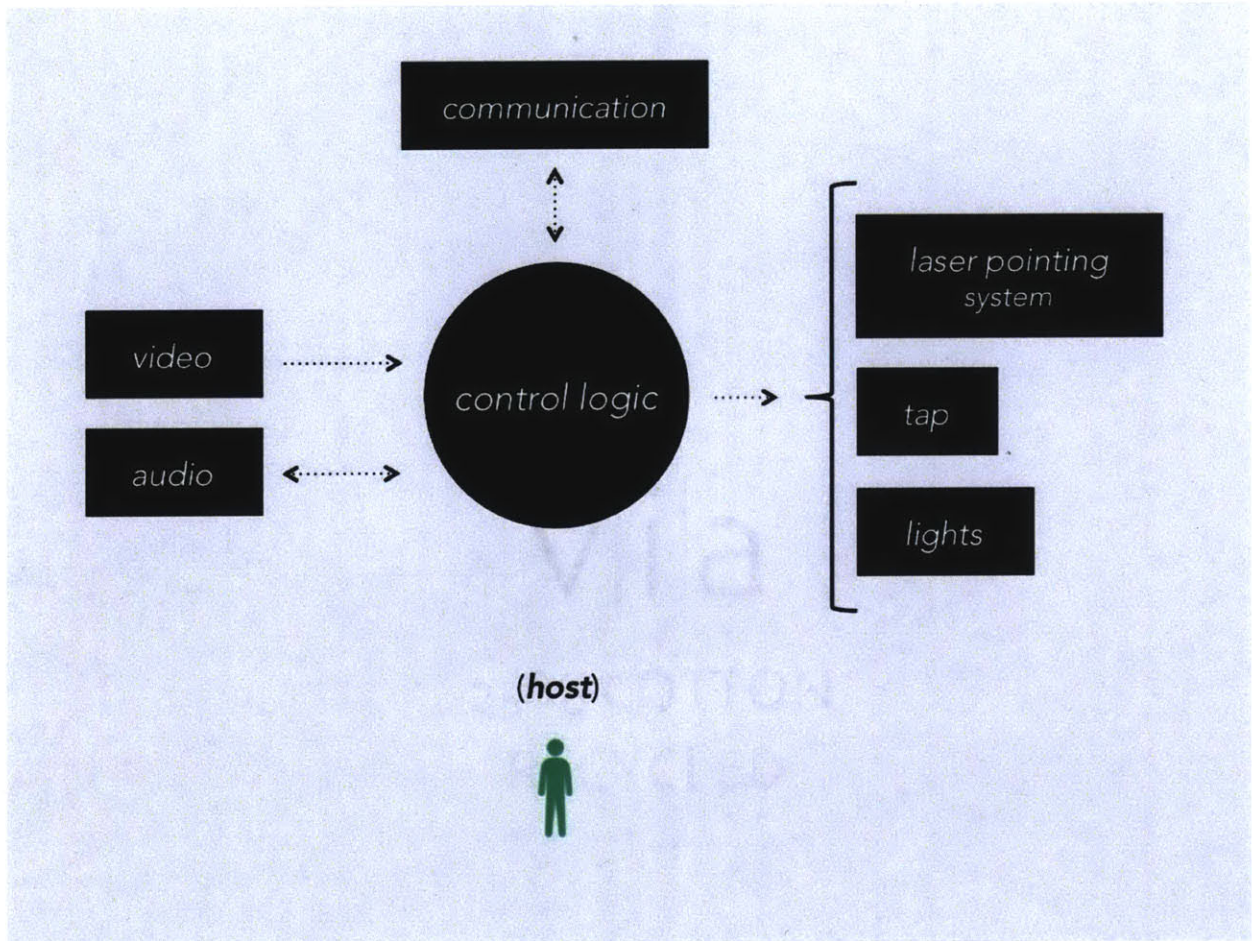 communication
laser pointing
system
video
control logic
tap
audio
lights
(host)